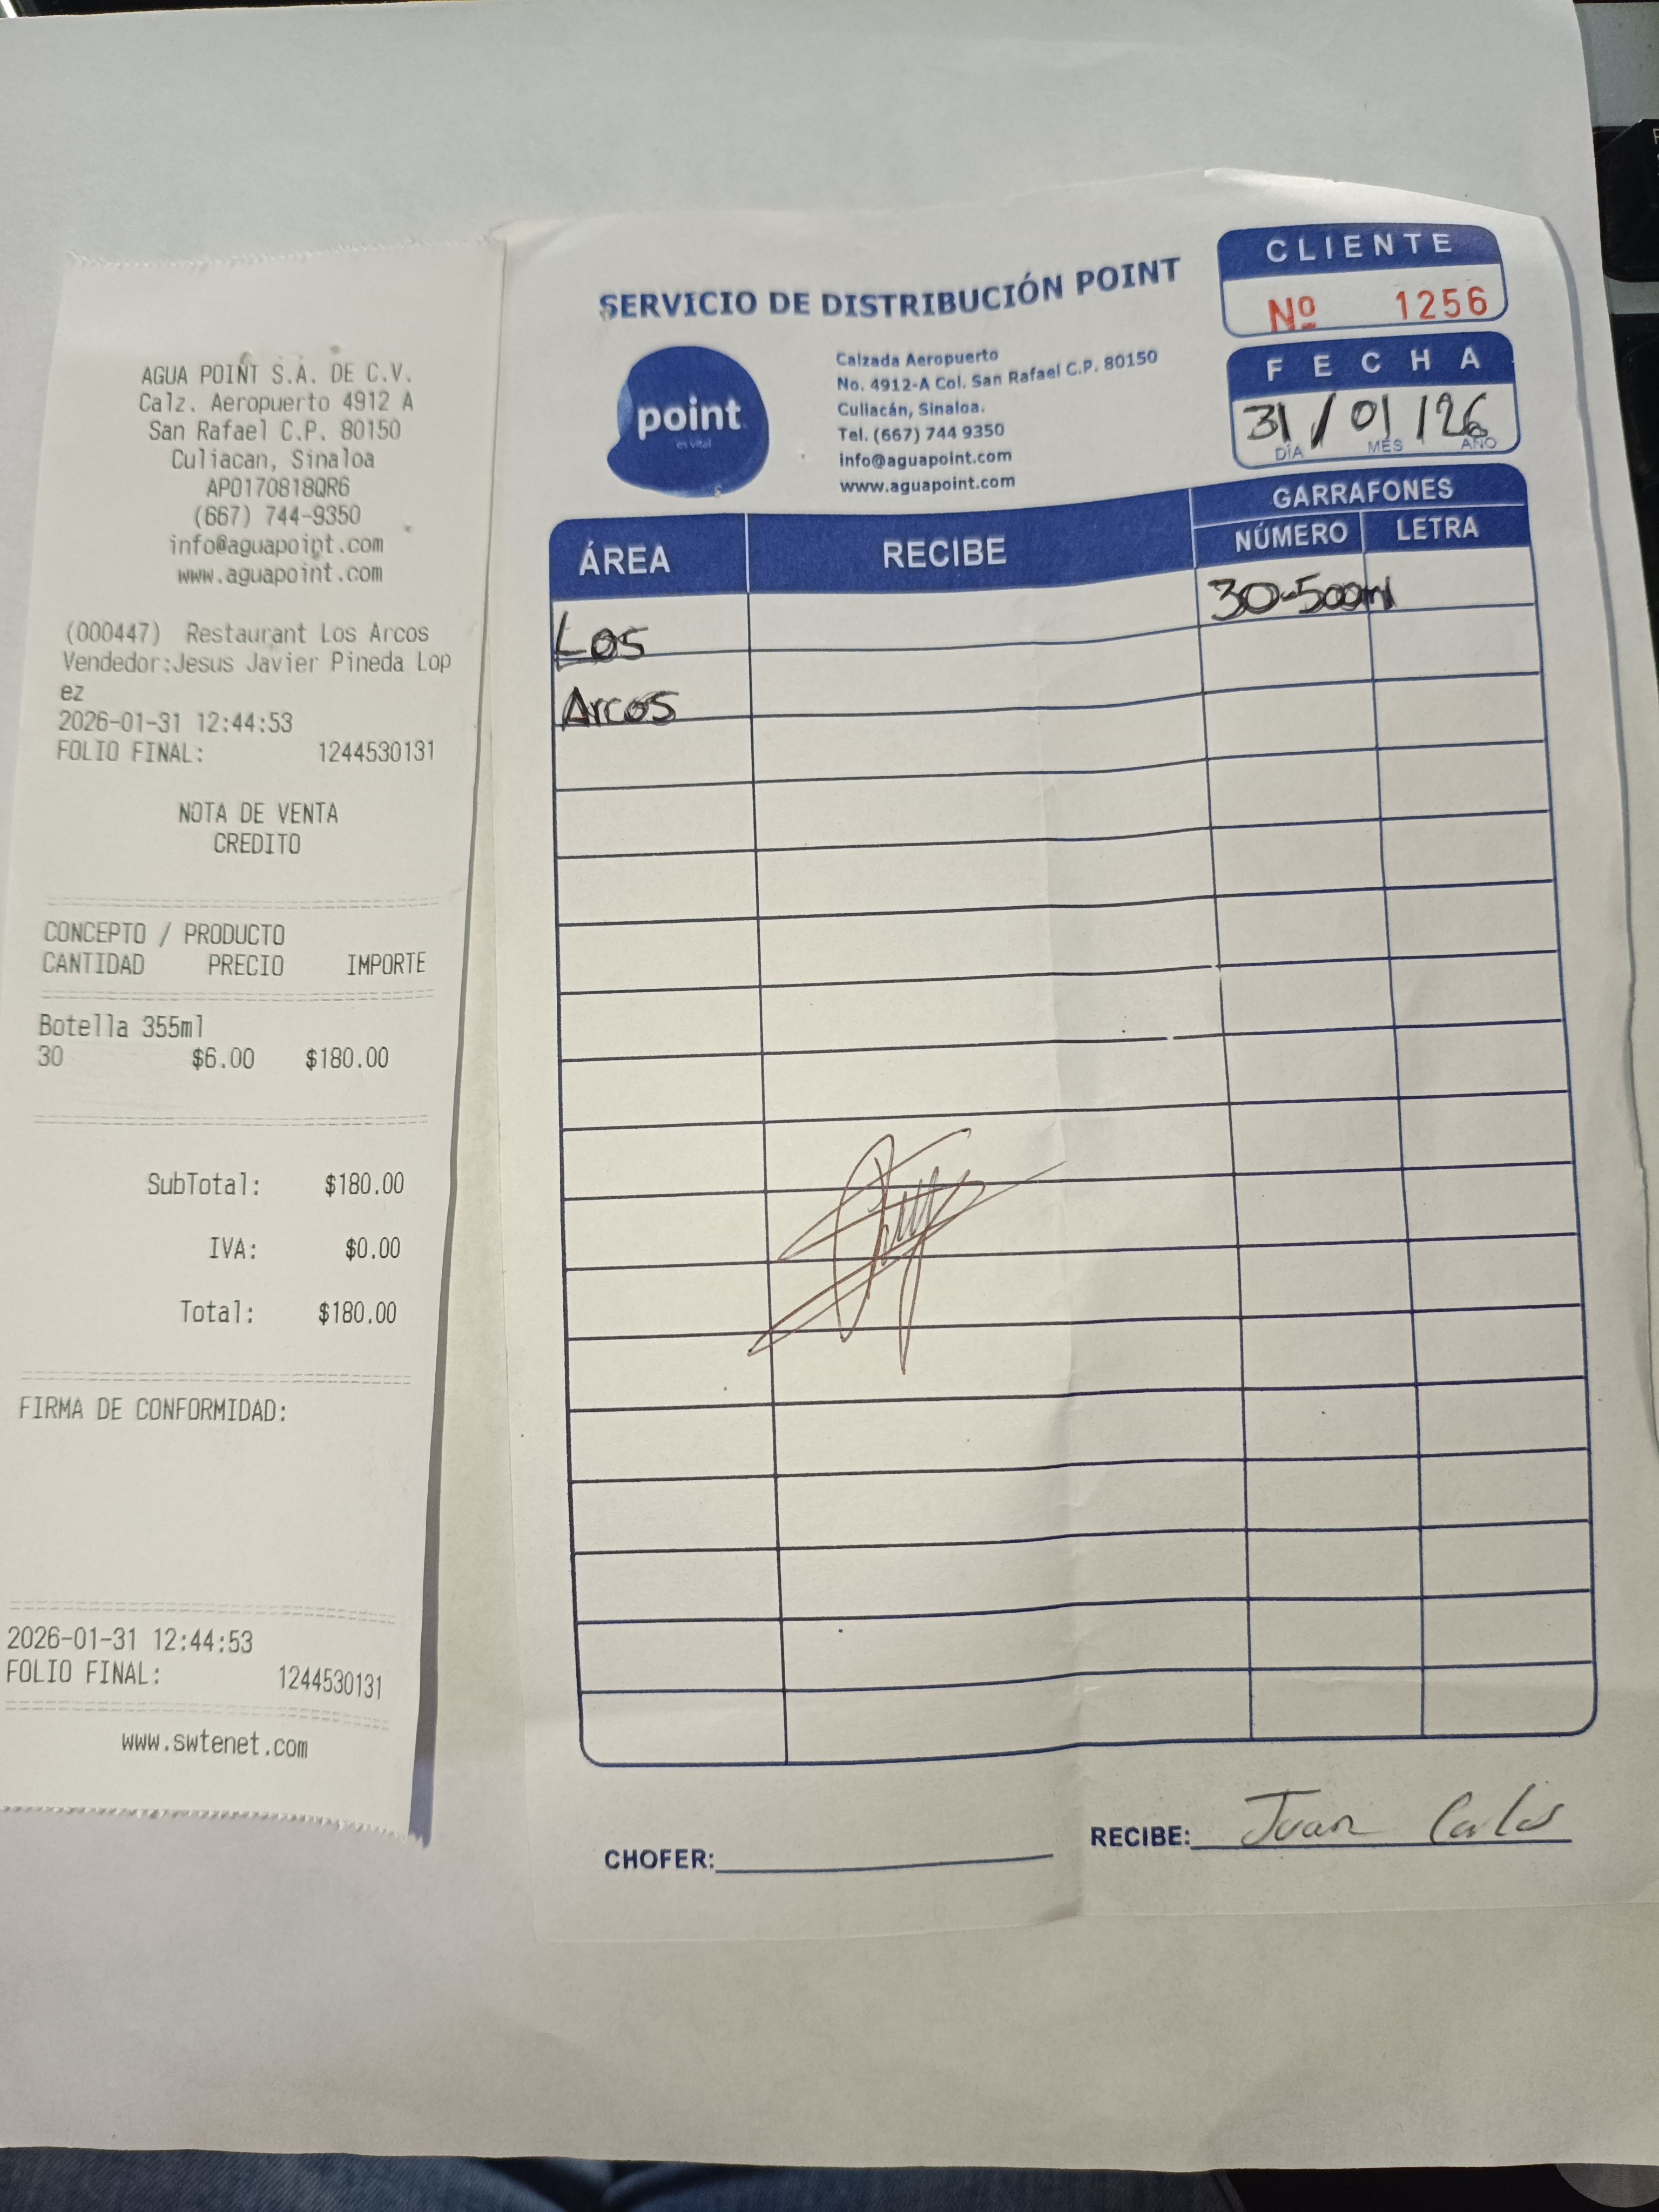 AGUA POINT S.A. DE C.V.
Calz. Aeropuerto 4912 A
San Rafael C.P. 80150
Culiacan, Sinaloa
APO170818QR6
(667) 744-9350
info@aguapoint.com
www.aguapoint.com
(000447) Restaurant Los Arcos
Vendedor:Jesus Javier Pineda Lop
ez
2026-01-31 12:44:53
FOLIO FINAL: 1244530131
NOTA DE VENTA
CREDITO
CONCEPTO / PRODUCTO
CANTIDAD PRECIO IMPORTE
Botella 355ml
30 $6.00 $180.00
SubTotal: $180.00
IVA: $0.00
Total: $180.00
FIRMA DE CONFORMIDAD:
2026-01-31 12:44:53
FOLIO FINAL: 1244530131
www.swtenet.com
SERVICIO DE DISTRIBUCIÓN POINT
point
es vital
Calzada Aeropuerto
No. 4912-A Col. San Rafael C.P. 80150
Culiacán, Sinaloa.
Tel. (667) 744 9350
info@aguapoint.com
www.aguapoint.com
CLIENTE
Nº 1256
FECHA
31/01/26
DÍA MES AÑO
ÁREA RECIBE GARRAFONES
NÚMERO LETRA
30-500ml
Los
Arcos
CHOFER:
RECIBE: Juan Carlos